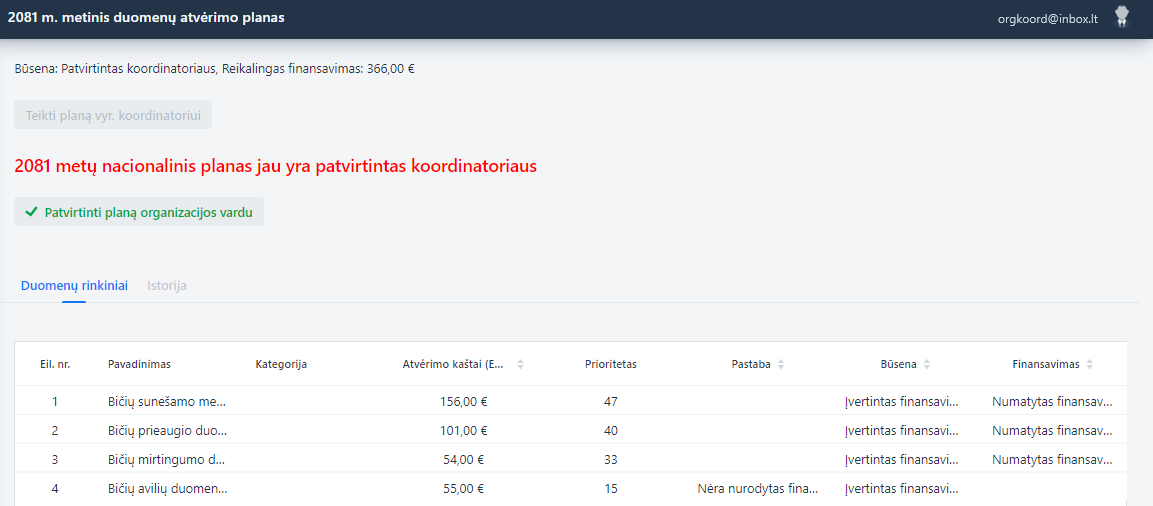 2081 m. metinis duomenų atvėrimo planas
orgkoord@inbox.lt
Būsena: Patvirtintas koordinatoriaus, Reikalingas finansavimas: 366,00 €
Teikti planą vyr. koordinatoriui
2081 metų nacionalinis planas jau yra patvirtintas koordinatoriaus
Patvirtinti planą organizacijos vardu
Duomenų rinkiniai Istorija
Eil. nr. Pavadinimas Kategorija Atvėrimo kaštai (E... Prioritetas Pastaba Būsena Finansavimas
1 Bičių sunešamo me... 156,00 € 47 Įvertintas finansavi... Numatytas finansav...
2 Bičių prieaugio duo... 101,00 € 40 Įvertintas finansavi... Numatytas finansav...
3 Bičių mirtingumo d... 54,00 € 33 Įvertintas finansavi... Numatytas finansav...
4 Bičių avilių duomen... 55,00 € 15 Nėra nurodytas fina... Įvertintas finansavi...